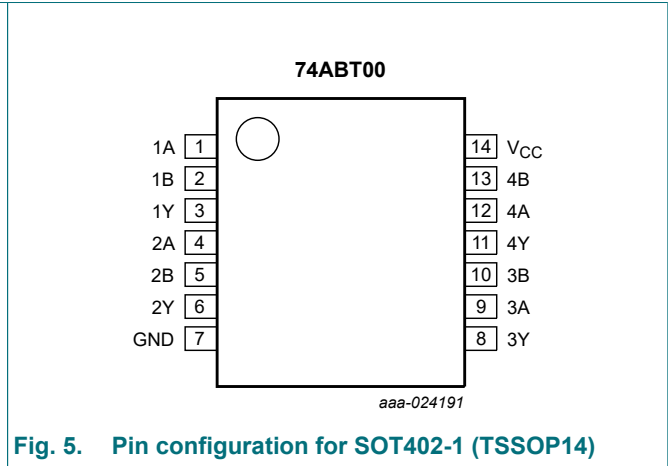 74ABT00
1A 1 14 VCC
1B 2 13 4B
1Y 3 12 4A
2A 4 11 4Y
2B 5 10 3B
2Y 6 9 3A
GND 7 8 3Y
aaa-024191
Fig. 5. Pin configuration for SOT402-1 (TSSOP14)